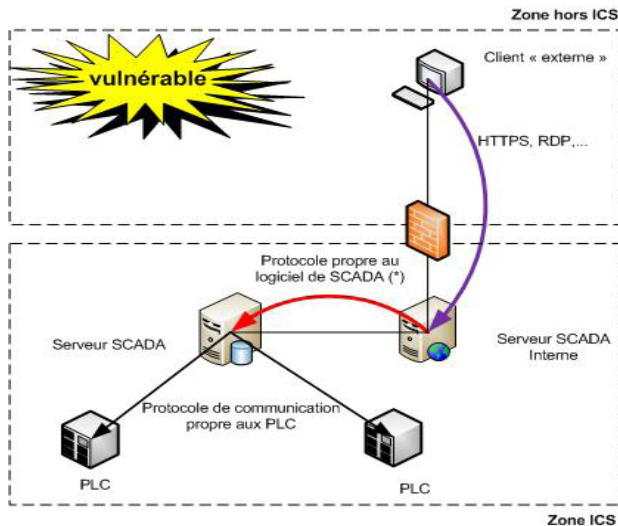 Zone hors ICS
vulnérable
Client « externe »
HTTPS, RDP,...
Protocole propre au
logiciel de SCADA (*)
Serveur SCADA
Serveur SCADA
Interne
Protocole de communication
propre aux PLC
PLC
PLC
Zone ICS